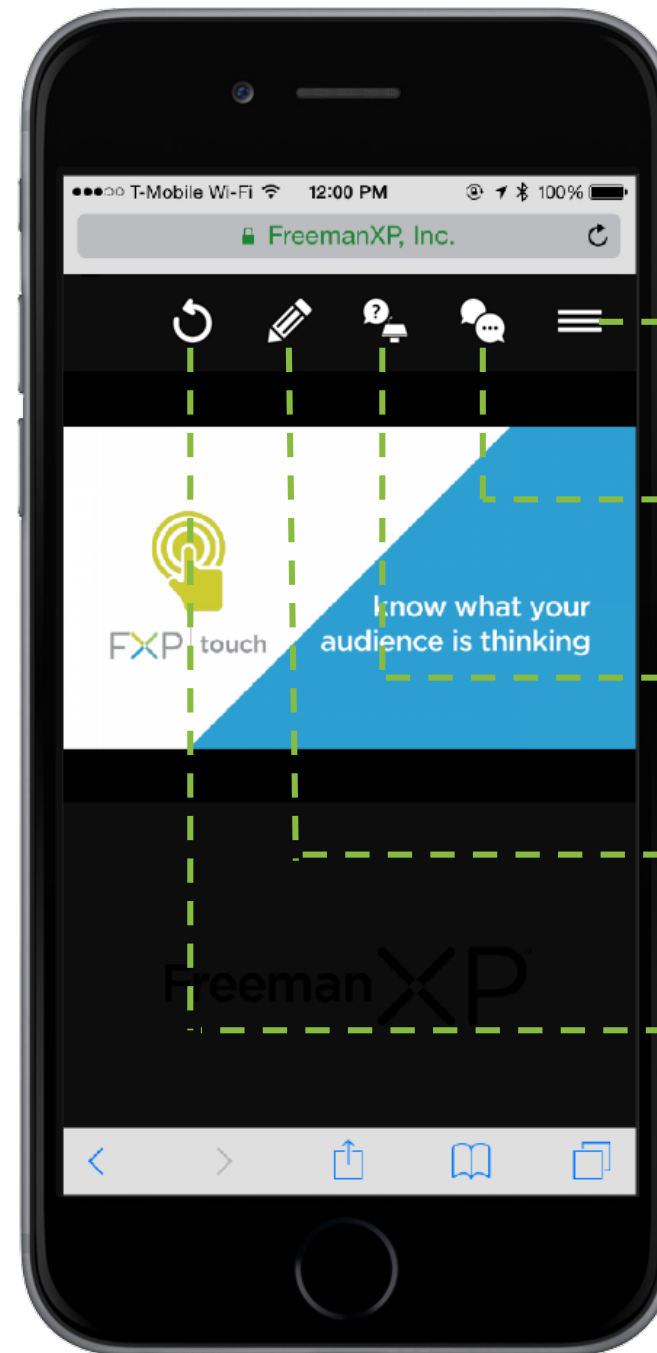 T-Mobile Wi-Fi 12:00 PM 100%
FreemanXP, Inc.
?
know what your
audience is thinking
FXP touch
FreemanXP